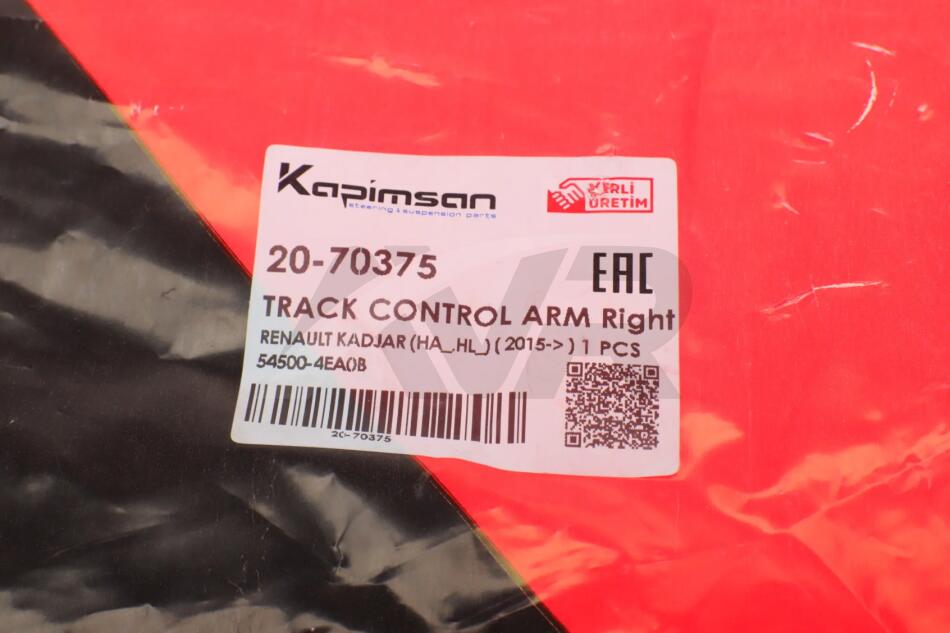 Kapimsan
steering & suspension parts
YERLİ
ÜRETİM
20-70375
EAC
TRACK CONTROL ARM Right
RENAULT KADJAR (HA_.HL_) ( 2015-> ) 1 PCS
54500-4EA0B
20-70375
VR